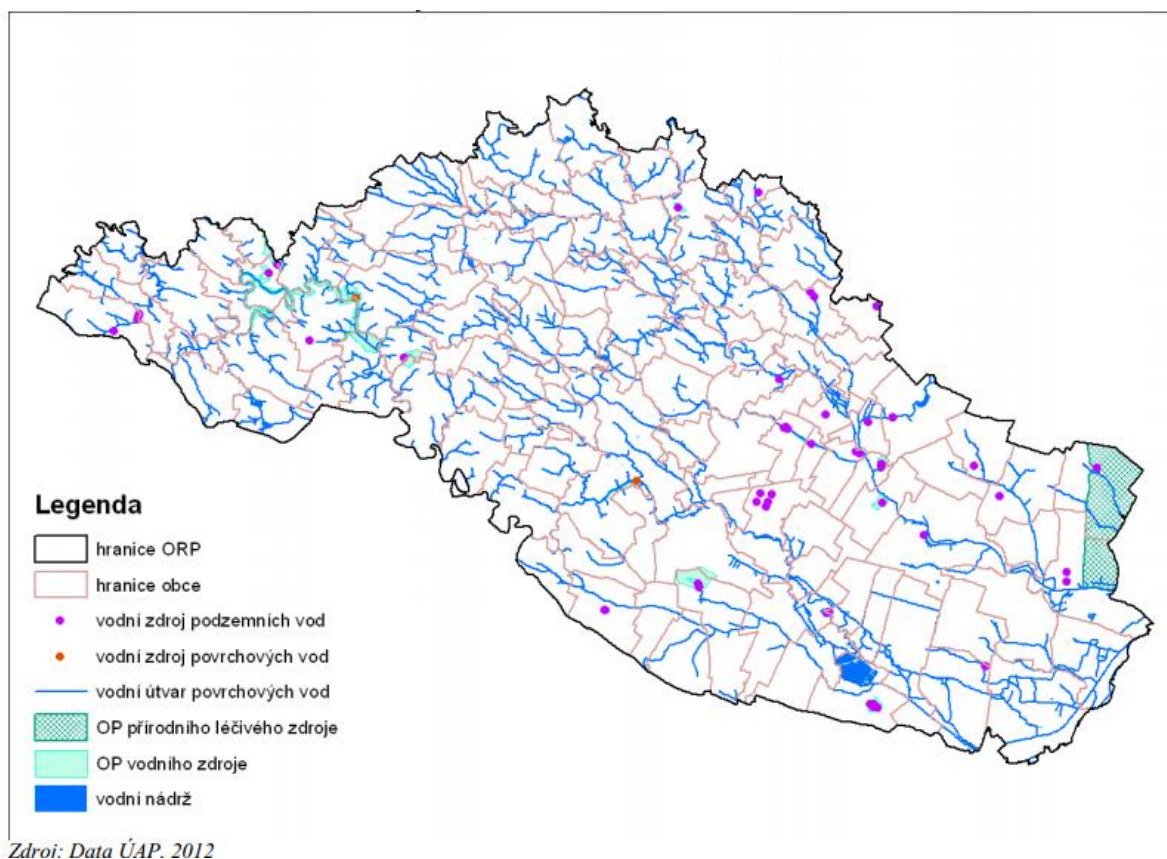 Legenda
hranice ORP
hranice obce
vodní zdroj podzemních vod
vodní zdroj povrchových vod
vodní útvar povrchových vod
OP přírodního léčivého zdroje
OP vodního zdroje
vodní nádrž
Zdroj: Data ÚAP, 2012